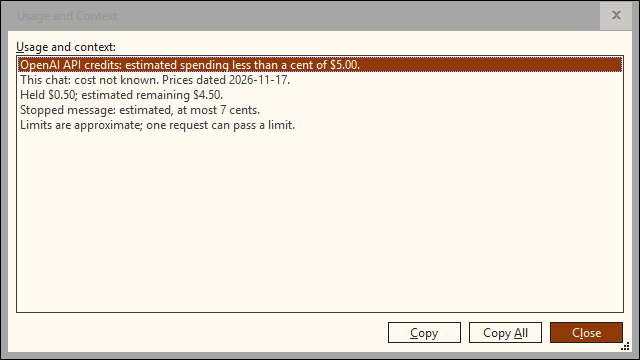 Usage and Context
Usage and context:
OpenAI API credits: estimated spending less than a cent of $5.00.
This chat: cost not known. Prices dated 2026-11-17.
Held $0.50; estimated remaining $4.50.
Stopped message: estimated, at most 7 cents.
Limits are approximate; one request can pass a limit.
Copy
Copy All
Close